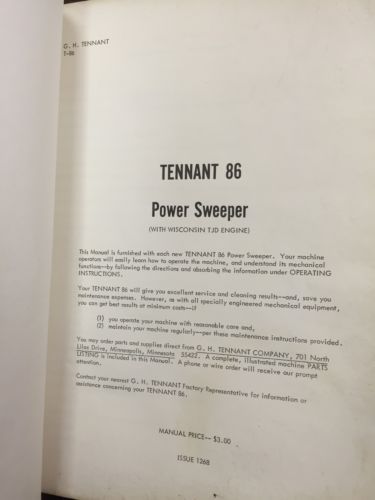 G. H. TENNANT
T-86
TENNANT 86
Power Sweeper
(WITH WISCONSIN TJD ENGINE)
This Manual is furnished with each new TENNANT 86 Power Sweeper. Your machine
operators will easily learn how to operate the machine, and understand its mechanical
functions--by following the directions and absorbing the information under OPERATING
INSTRUCTIONS.
Your TENNANT 86 will give you excellent service and cleaning results--and, save you
maintenance expenses. However, as with all specially engineered mechanical equipment,
you can get best results at minimum costs--if
(1) you operate your machine with reasonable care and,
(2) maintain your machine regularly--per these maintenance instructions provided.
You may order parts and supplies direct from G. H. TENNANT COMPANY, 701 North
Lilac Drive, Minneapolis, Minnesota 55422. A complete, illustrated machine PARTS
LISTING is included in this Manual. A phone or wire order will receive our prompt
attention.
Contact your nearest G. H. TENNANT Factory Representative for information or
assistance concerning your TENNANT 86.
MANUAL PRICE-- $3.00
ISSUE 1268